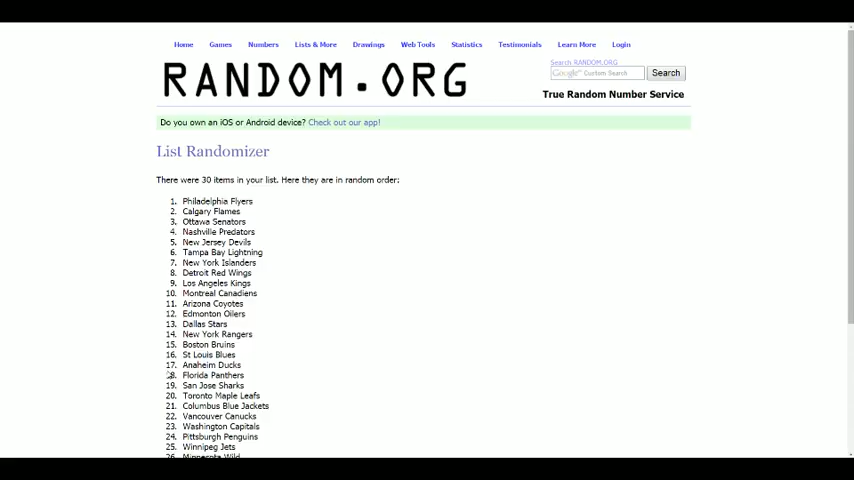 Home Games Numbers Lists & More Drawings Web Tools Statistics Testimonials Learn More Login
Search RANDOM.ORG
RANDOM.ORG
Google™ Custom Search Search
True Random Number Service
Do you own an iOS or Android device? Check out our app!
List Randomizer
There were 30 items in your list. Here they are in random order:
1. Philadelphia Flyers
2. Calgary Flames
3. Ottawa Senators
4. Nashville Predators
5. New Jersey Devils
6. Tampa Bay Lightning
7. New York Islanders
8. Detroit Red Wings
9. Los Angeles Kings
10. Montreal Canadiens
11. Arizona Coyotes
12. Edmonton Oilers
13. Dallas Stars
14. New York Rangers
15. Boston Bruins
16. St Louis Blues
17. Anaheim Ducks
18. Florida Panthers
19. San Jose Sharks
20. Toronto Maple Leafs
21. Columbus Blue Jackets
22. Vancouver Canucks
23. Washington Capitals
24. Pittsburgh Penguins
25. Winnipeg Jets
26. Minnesota Wild